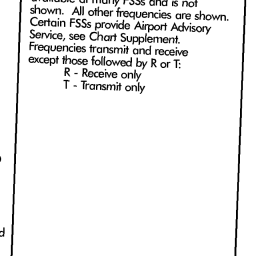 available at many FSSs and is not
shown. All other frequencies are shown.
Certain FSSs provide Airport Advisory
Service, see Chart Supplement.
Frequencies transmit and receive
except those followed by R or T:
R - Receive only
T - Transmit only
d